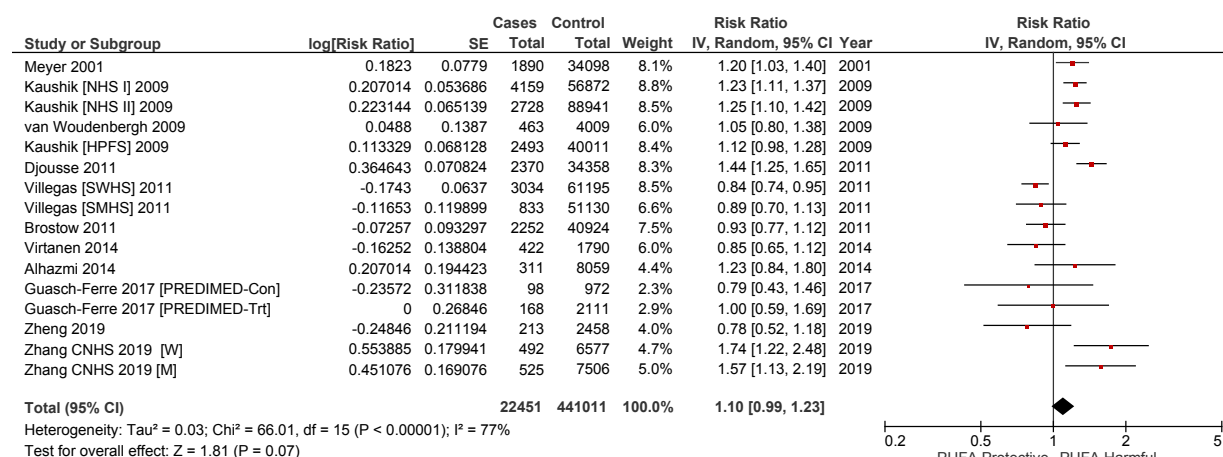 Cases Control Risk Ratio Risk Ratio
Study or Subgroup log[Risk Ratio] SE Total Total Weight IV, Random, 95% CI Year IV, Random, 95% CI
Meyer 2001 0.1823 0.0779 1890 34098 8.1% 1.20 [1.03, 1.40] 2001
Kaushik [NHS I] 2009 0.207014 0.053686 4159 56872 8.8% 1.23 [1.11, 1.37] 2009
Kaushik [NHS II] 2009 0.223144 0.065139 2728 88941 8.5% 1.25 [1.10, 1.42] 2009
van Woudenbergh 2009 0.0488 0.1387 463 4009 6.0% 1.05 [0.80, 1.38] 2009
Kaushik [HPFS] 2009 0.113329 0.068128 2493 40011 8.4% 1.12 [0.98, 1.28] 2009
Djousse 2011 0.364643 0.070824 2370 34358 8.3% 1.44 [1.25, 1.65] 2011
Villegas [SWHS] 2011 -0.1743 0.0637 3034 61195 8.5% 0.84 [0.74, 0.95] 2011
Villegas [SMHS] 2011 -0.11653 0.119899 833 51130 6.6% 0.89 [0.70, 1.13] 2011
Brostow 2011 -0.07257 0.093297 2252 40924 7.5% 0.93 [0.77, 1.12] 2011
Virtanen 2014 -0.16252 0.138804 422 1790 6.0% 0.85 [0.65, 1.12] 2014
Alhazmi 2014 0.207014 0.194423 311 8059 4.4% 1.23 [0.84, 1.80] 2014
Guasch-Ferre 2017 [PREDIMED-Con] -0.23572 0.311838 98 972 2.3% 0.79 [0.43, 1.46] 2017
Guasch-Ferre 2017 [PREDIMED-Trt] 0 0.26846 168 2111 2.9% 1.00 [0.59, 1.69] 2017
Zheng 2019 -0.24846 0.211194 213 2458 4.0% 0.78 [0.52, 1.18] 2019
Zhang CNHS 2019 [W] 0.553885 0.179941 492 6577 4.7% 1.74 [1.22, 2.48] 2019
Zhang CNHS 2019 [M] 0.451076 0.169076 525 7506 5.0% 1.57 [1.13, 2.19] 2019
Total (95% CI) 22451 441011 100.0% 1.10 [0.99, 1.23]
Heterogeneity: Tau² = 0.03; Chi² = 66.01, df = 15 (P < 0.00001); I² = 77%
Test for overall effect: Z = 1.81 (P = 0.07)
0.2 0.5 1 2 5
PUFA Protective PUFA Harmful